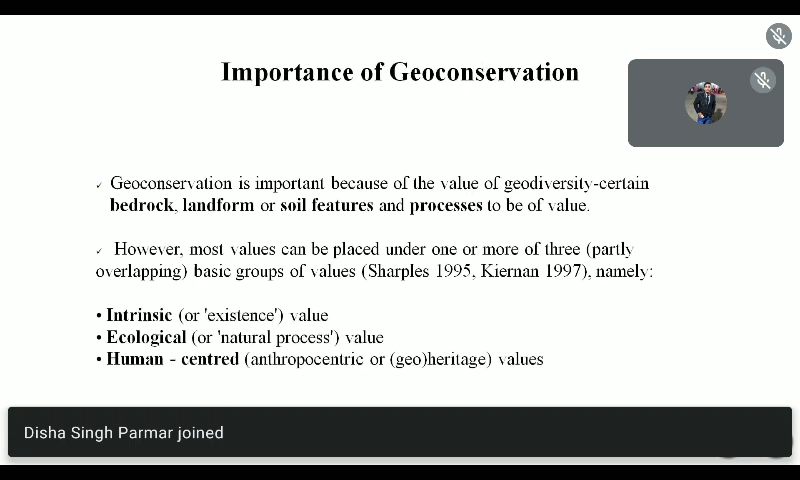 Importance of Geoconservation
✓ Geoconservation is important because of the value of geodiversity-certain
bedrock, landform or soil features and processes to be of value.
✓ However, most values can be placed under one or more of three (partly
overlapping) basic groups of values (Sharples 1995, Kiernan 1997), namely:
• Intrinsic (or 'existence') value
• Ecological (or 'natural process') value
• Human - centred (anthropocentric or (geo)heritage) values
Disha Singh Parmar joined